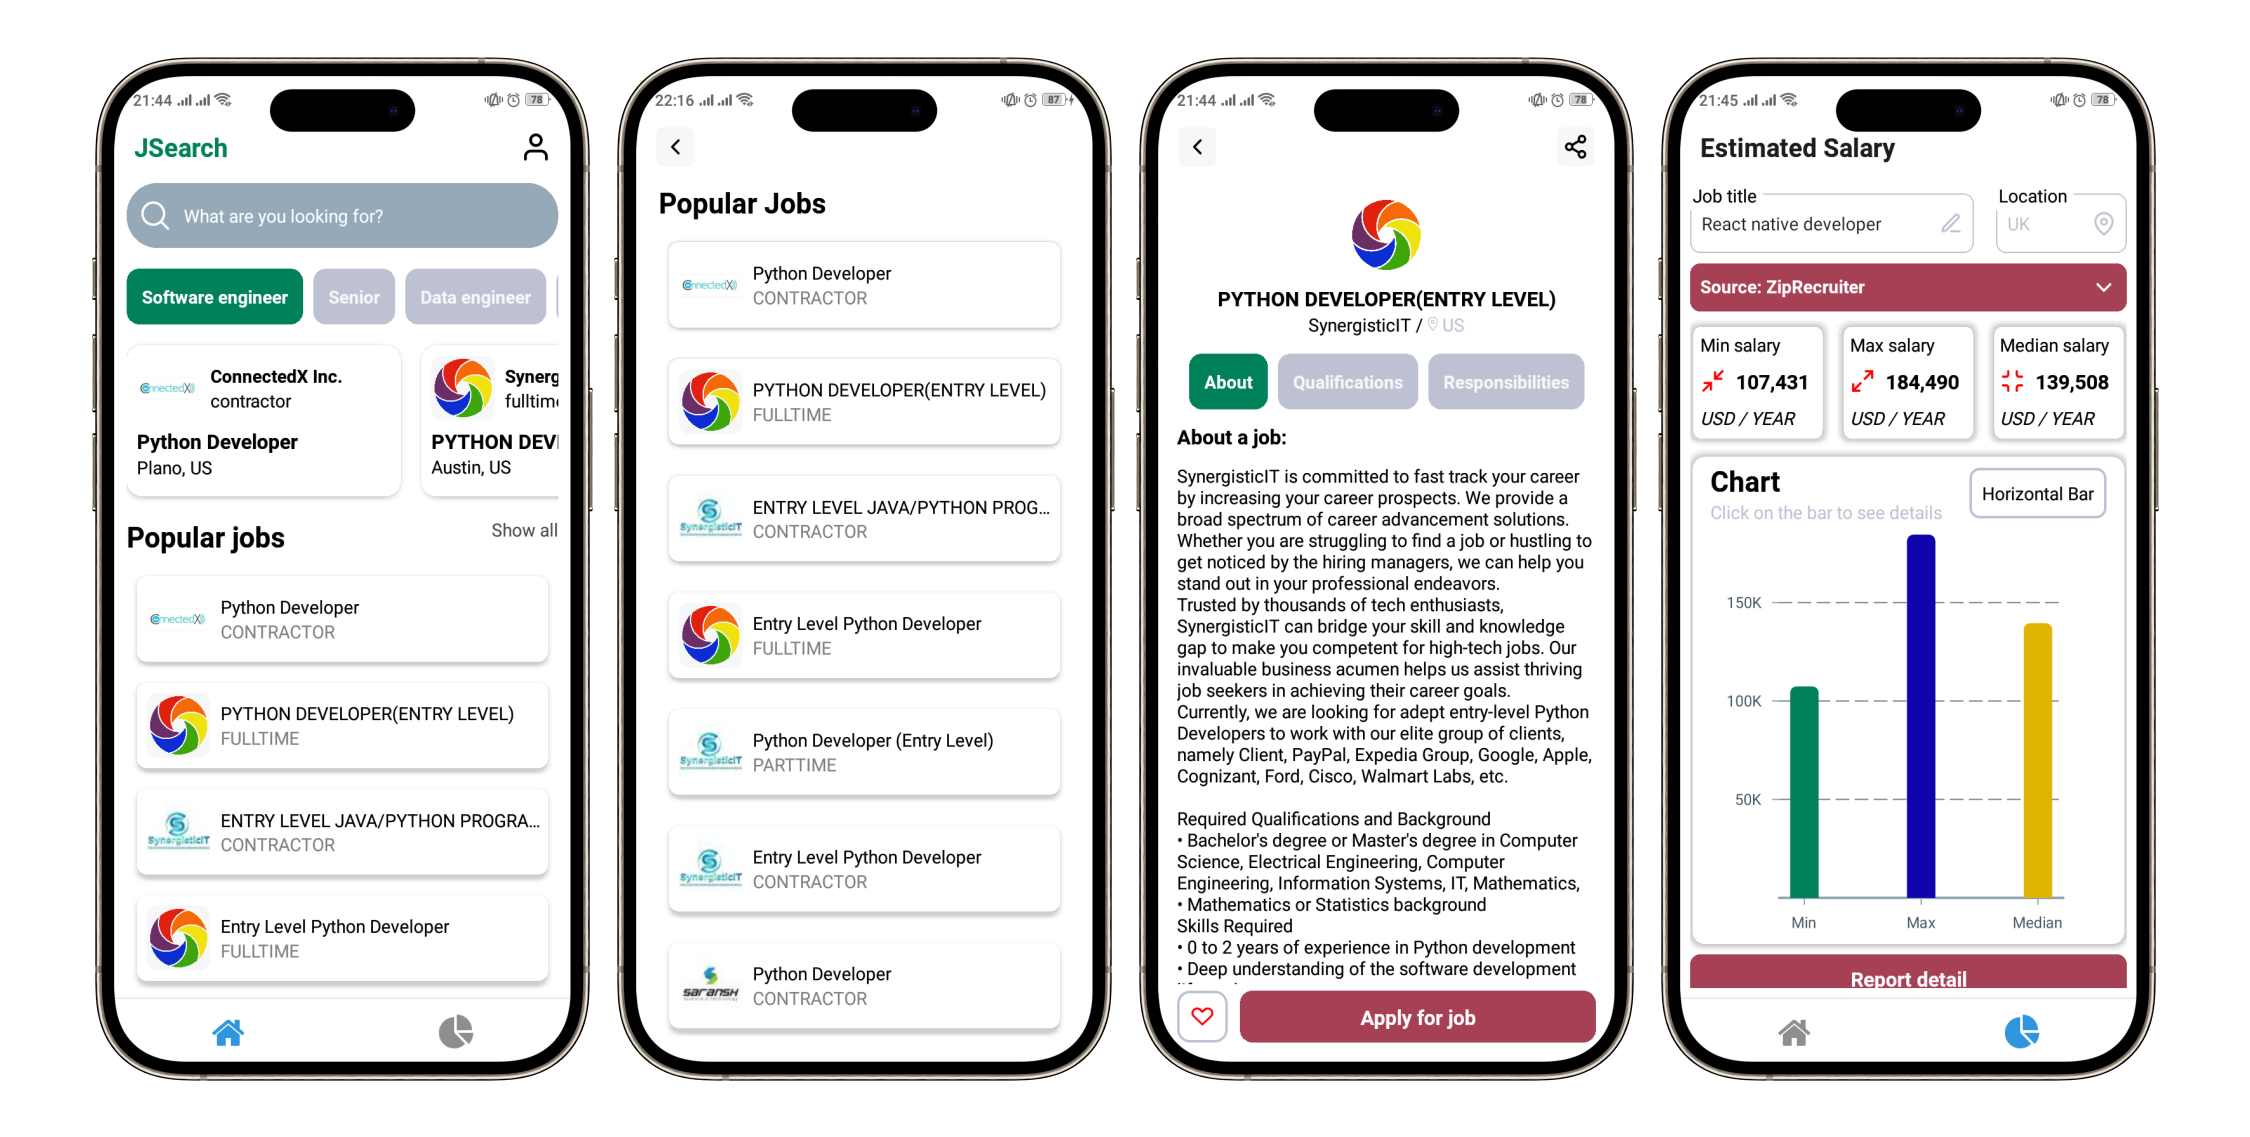 21:44
78
JSearch
What are you looking for?
Software engineer
Senior
Data engineer
ConnectedX
ConnectedX Inc.
contractor
Python Developer
Plano, US
Synerg
fulltim
PYTHON DEV
Austin, US
Popular jobs
Show all
ConnectedX
Python Developer
CONTRACTOR
PYTHON DEVELOPER(ENTRY LEVEL)
FULLTIME
SynergisticIT
ENTRY LEVEL JAVA/PYTHON PROGRA...
CONTRACTOR
Entry Level Python Developer
FULLTIME
22:16
87
Popular Jobs
ConnectedX
Python Developer
CONTRACTOR
PYTHON DEVELOPER(ENTRY LEVEL)
FULLTIME
SynergisticIT
ENTRY LEVEL JAVA/PYTHON PROG...
CONTRACTOR
Entry Level Python Developer
FULLTIME
SynergisticIT
Python Developer (Entry Level)
PARTTIME
SynergisticIT
Entry Level Python Developer
CONTRACTOR
saransh
Python Developer
CONTRACTOR
21:44
78
PYTHON DEVELOPER(ENTRY LEVEL)
SynergisticIT / US
About
Qualifications
Responsibilities
About a job:
SynergisticIT is committed to fast track your career
by increasing your career prospects. We provide a
broad spectrum of career advancement solutions.
Whether you are struggling to find a job or hustling to
get noticed by the hiring managers, we can help you
stand out in your professional endeavors.
Trusted by thousands of tech enthusiasts,
SynergisticIT can bridge your skill and knowledge
gap to make you competent for high-tech jobs. Our
invaluable business acumen helps us assist thriving
job seekers in achieving their career goals.
Currently, we are looking for adept entry-level Python
Developers to work with our elite group of clients,
namely Client, PayPal, Expedia Group, Google, Apple,
Cognizant, Ford, Cisco, Walmart Labs, etc.
Required Qualifications and Background
• Bachelor's degree or Master's degree in Computer
Science, Electrical Engineering, Computer
Engineering, Information Systems, IT, Mathematics,
• Mathematics or Statistics background
Skills Required
• 0 to 2 years of experience in Python development
• Deep understanding of the software development
Apply for job
21:45
78
Estimated Salary
Job title
React native developer
Location
UK
Source: ZipRecruiter
Min salary
107,431
USD / YEAR
Max salary
184,490
USD / YEAR
Median salary
139,508
USD / YEAR
Chart
Click on the bar to see details
Horizontal Bar
150K
100K
50K
Min
Max
Median
Report detail